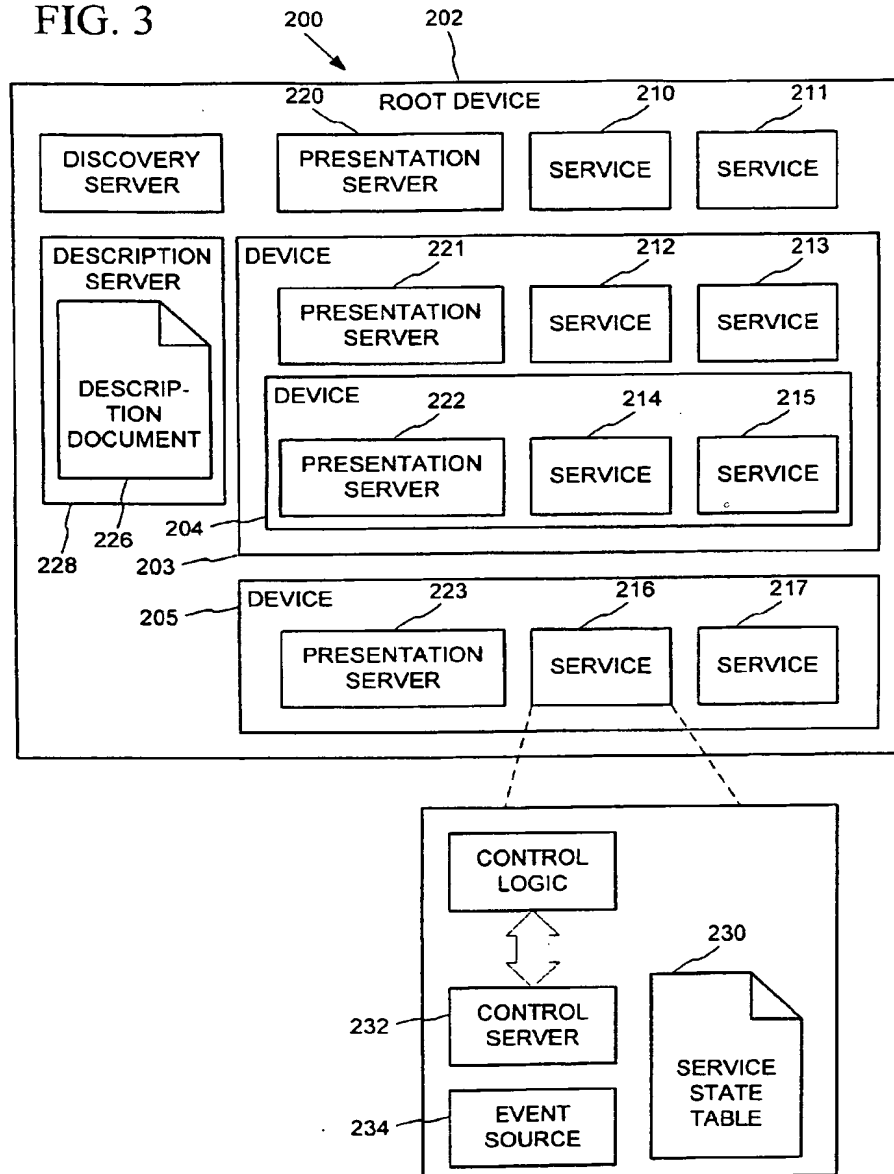 FIG. 3
200
202
ROOT DEVICE
220
210
211
DISCOVERY
SERVER
PRESENTATION
SERVER
SERVICE
SERVICE
DESCRIPTION
SERVER
DESCRIP-
TION
DOCUMENT
226
228
DEVICE
221
212
213
PRESENTATION
SERVER
SERVICE
SERVICE
DEVICE
222
214
215
PRESENTATION
SERVER
SERVICE
SERVICE
204
203
205
DEVICE
223
216
217
PRESENTATION
SERVER
SERVICE
SERVICE
CONTROL
LOGIC
230
232
CONTROL
SERVER
SERVICE
STATE
TABLE
234
EVENT
SOURCE